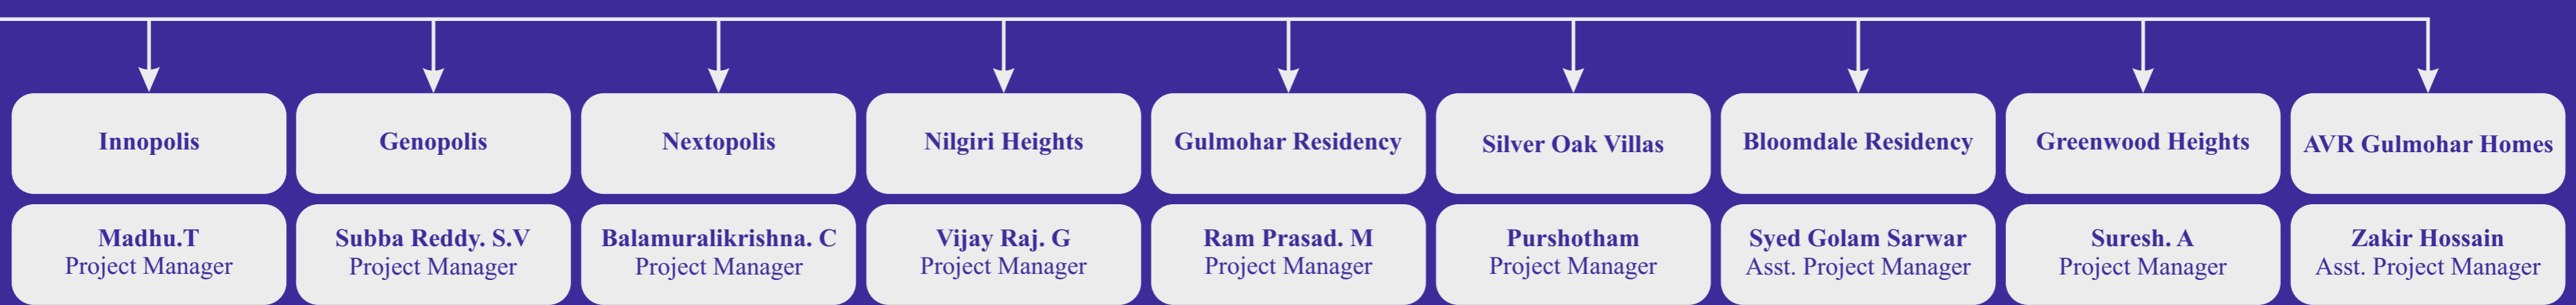 Innopolis
Genopolis
Nextopolis
Nilgiri Heights
Gulmohar Residency
Silver Oak Villas
Bloomdale Residency
Greenwood Heights
AVR Gulmohar Homes
Madhu.T
Project Manager
Subba Reddy. S.V
Project Manager
Balamuralikrishna. C
Project Manager
Vijay Raj. G
Project Manager
Ram Prasad. M
Project Manager
Purshotham
Project Manager
Syed Golam Sarwar
Asst. Project Manager
Suresh. A
Project Manager
Zakir Hossain
Asst. Project Manager